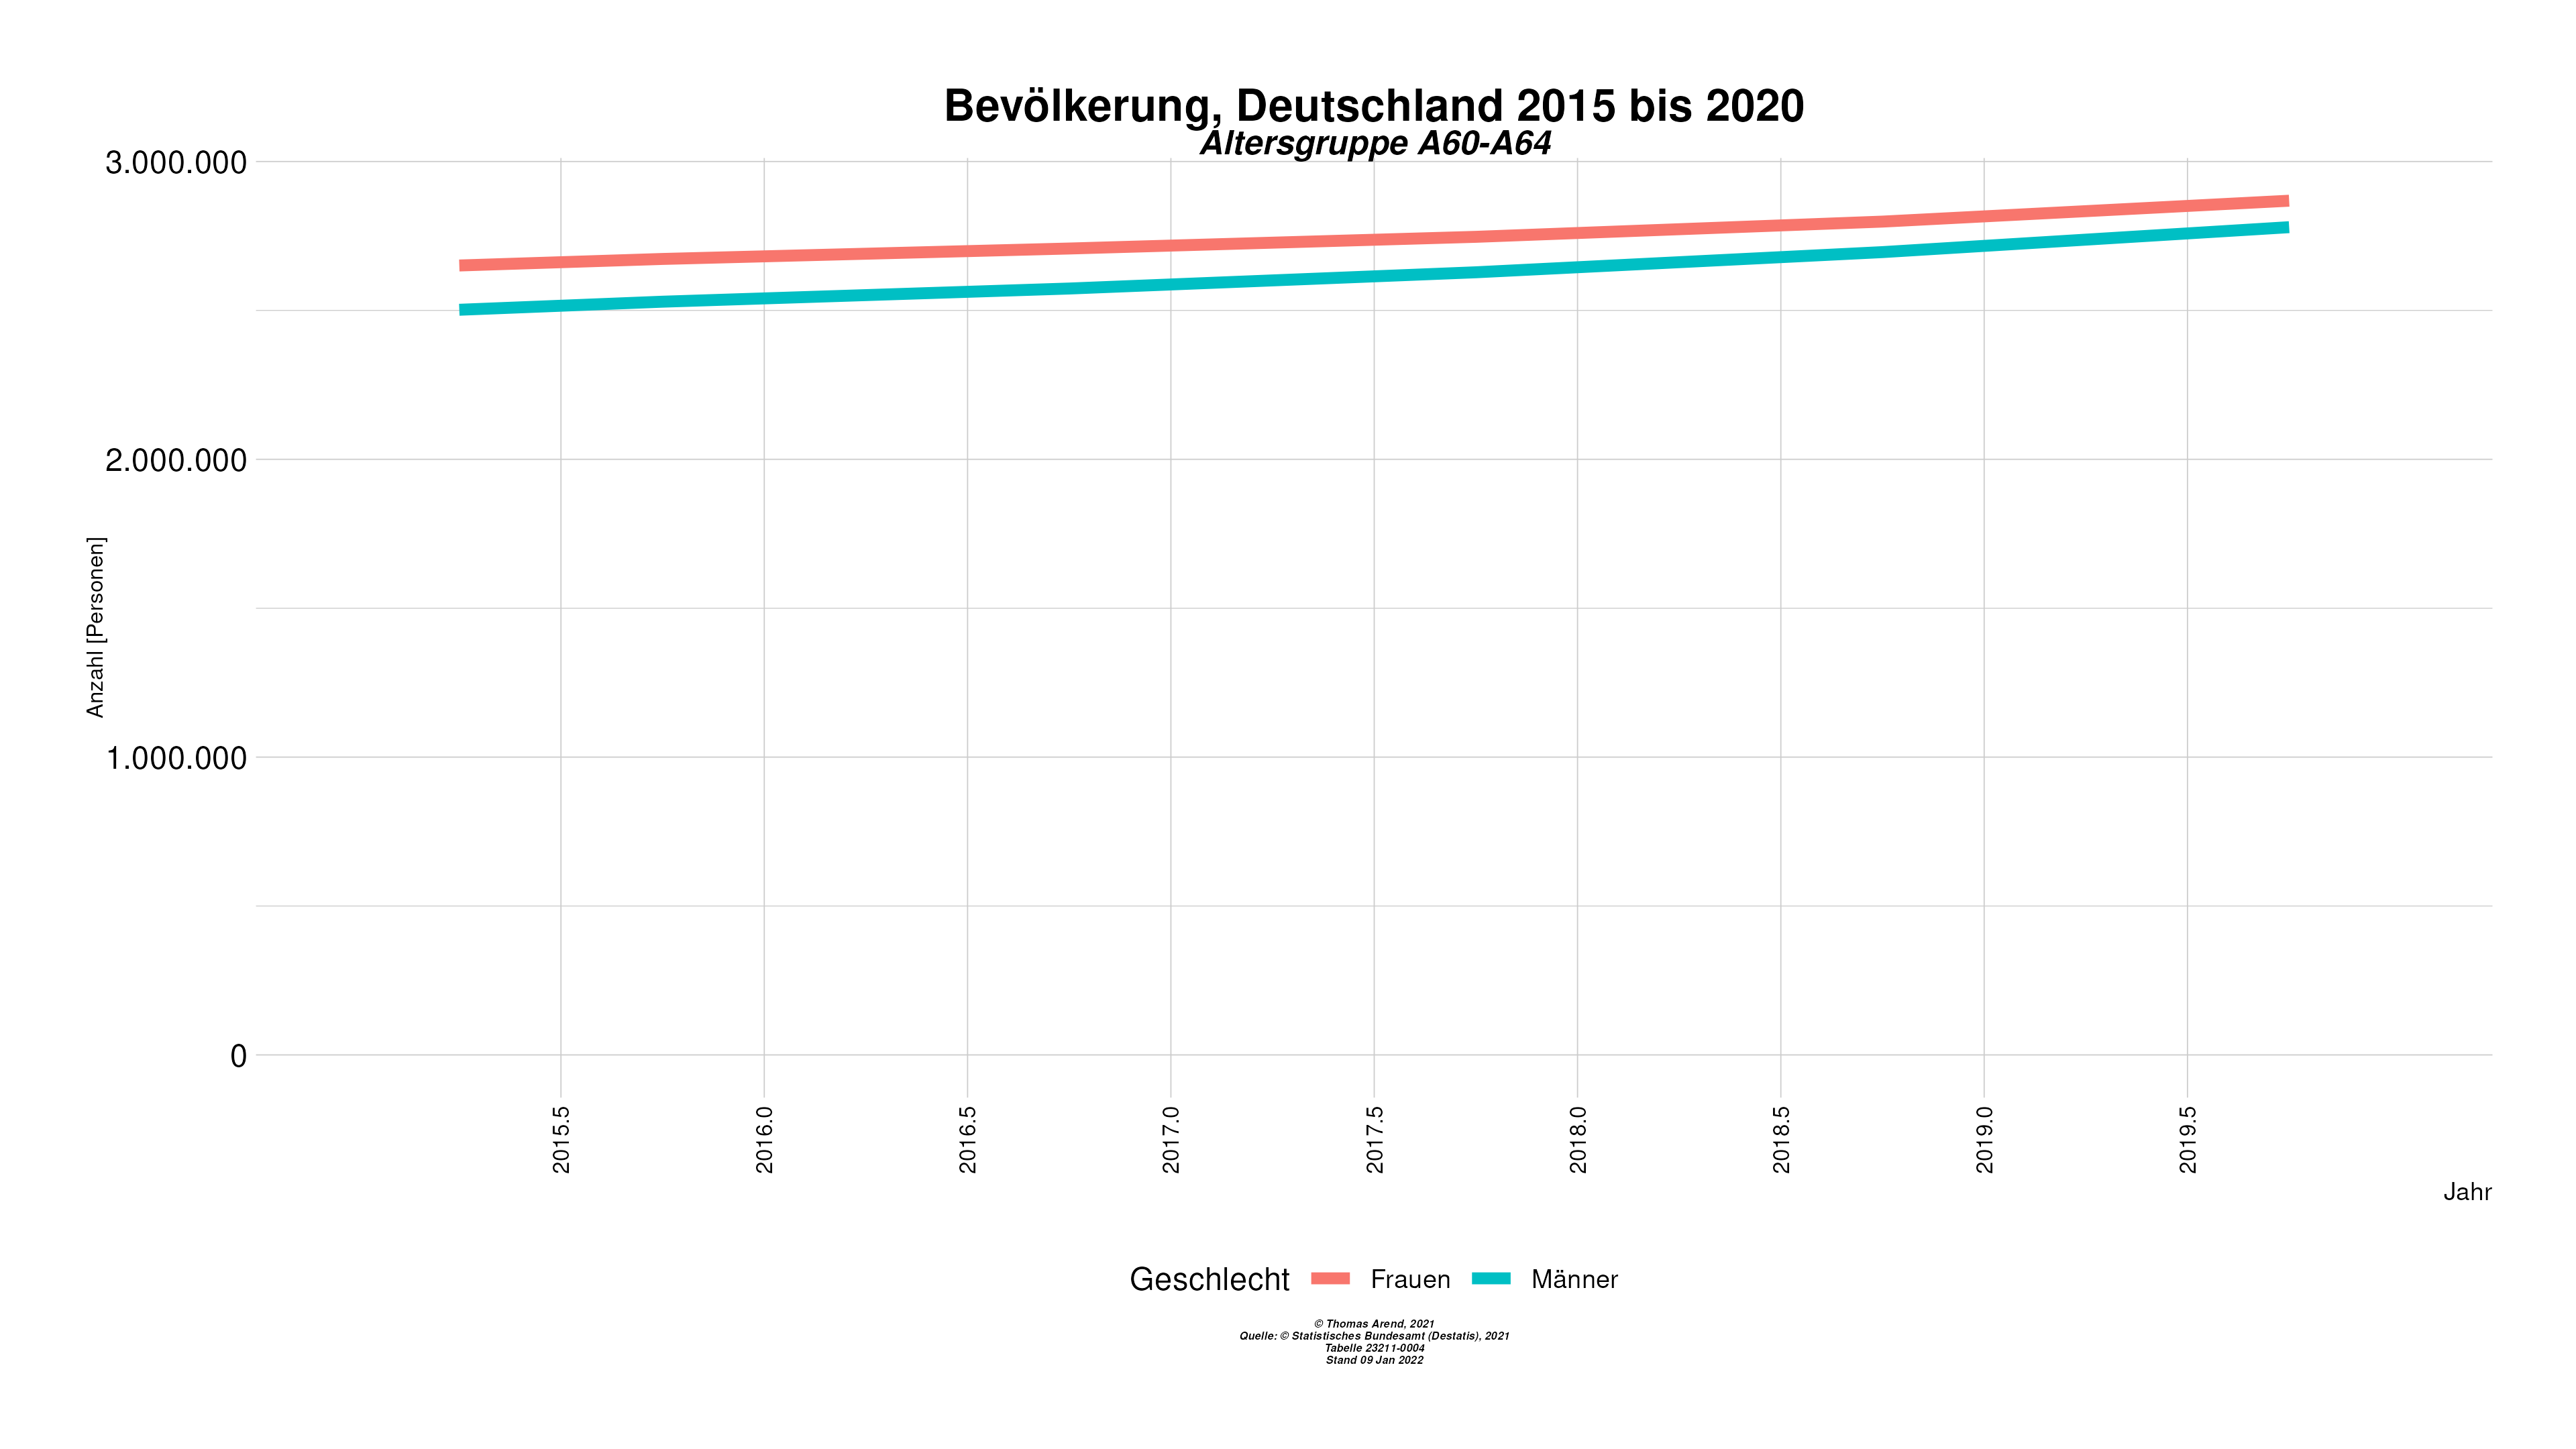 Bevölkerung, Deutschland 2015 bis 2020
Altersgruppe A60-A64
3.000.000
2.000.000
1.000.000
0
Anzahl [Personen]
2015.5
2016.0
2016.5
2017.0
2017.5
2018.0
2018.5
2019.0
2019.5
Jahr
Geschlecht Frauen Männer
© Thomas Arend, 2021
Quelle: © Statistisches Bundesamt (Destatis), 2021
Tabelle 23211-0004
Stand 09 Jan 2022